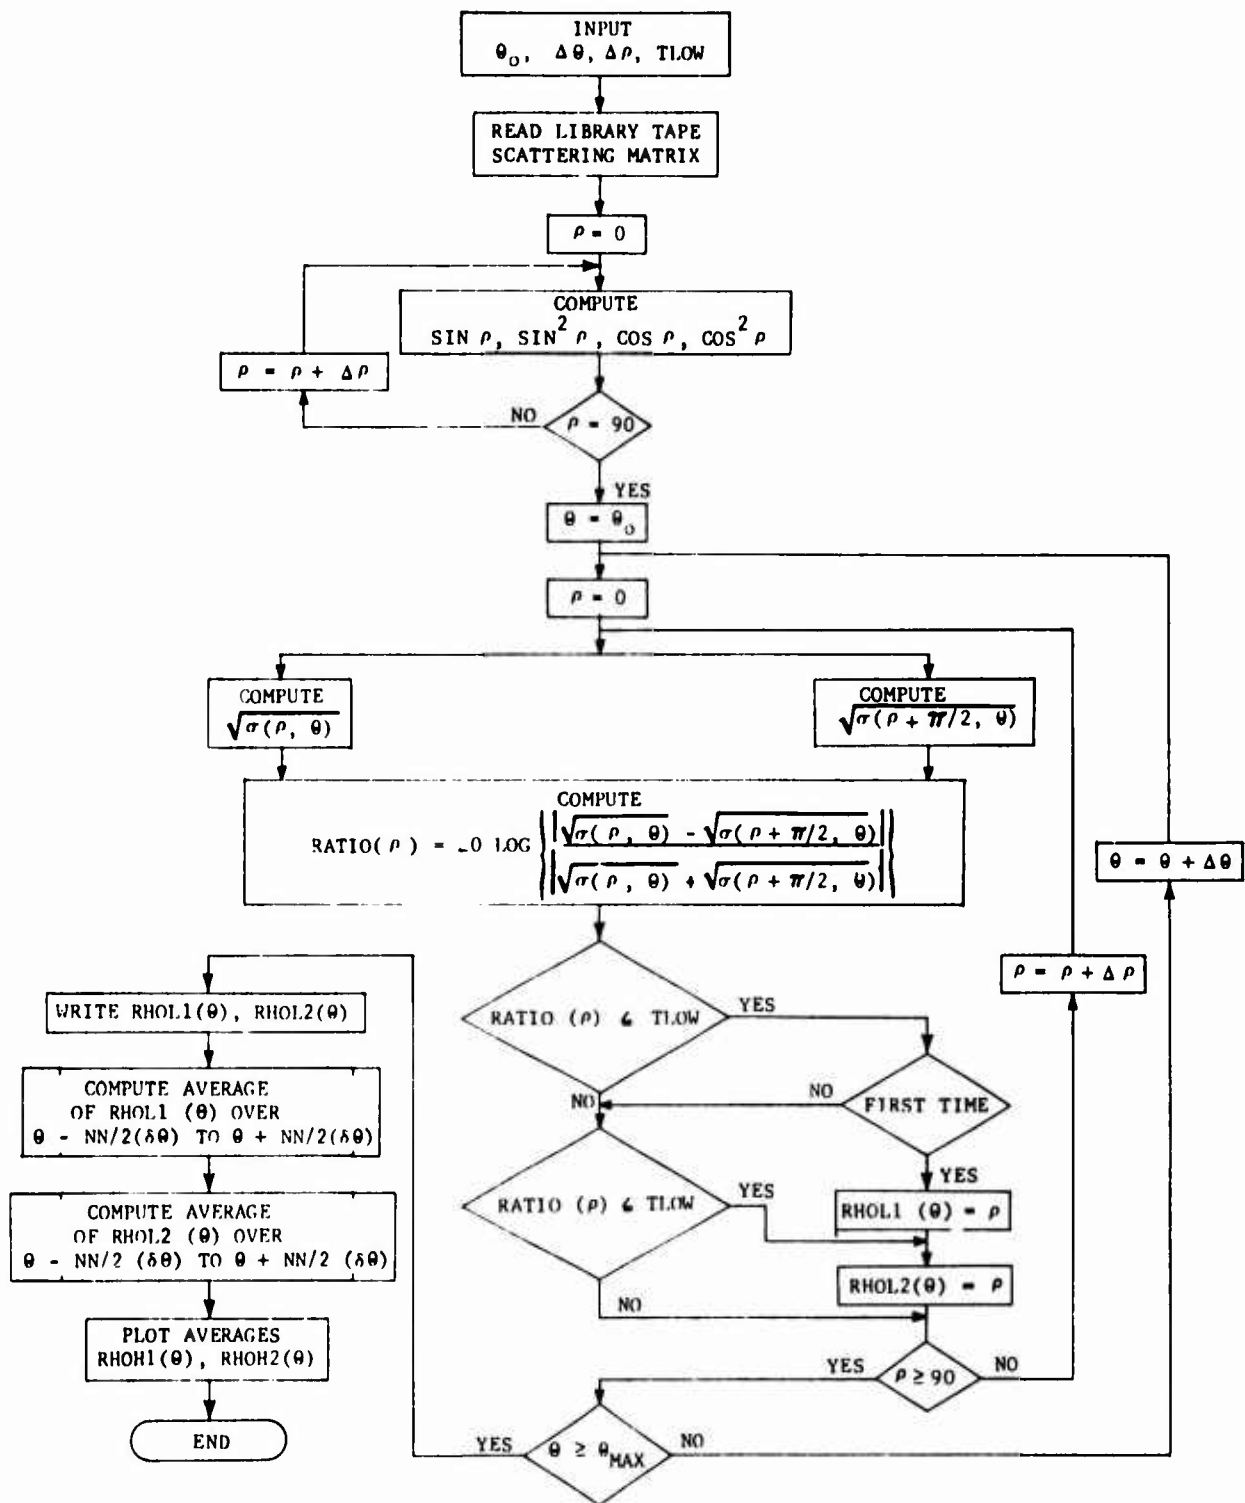 INPUT
θo, Δθ, Δρ, TLOW
READ LIBRARY TAPE
SCATTERING MATRIX
ρ = 0
COMPUTE
SIN ρ, SIN² ρ, COS ρ, COS² ρ
ρ = ρ + Δρ
NO
ρ = 90
YES
θ = θo
ρ = 0
COMPUTE
√σ(ρ, θ)
COMPUTE
√σ(ρ + π/2, θ)
COMPUTE
RATIO(ρ) = 0 LOG {|√σ(ρ, θ) - √σ(ρ + π/2, θ)|
|√σ(ρ, θ) + √σ(ρ + π/2, θ)|}
θ = θ + Δθ
ρ = ρ + Δρ
RATIO (ρ) TLOW
YES
NO
NO
FIRST TIME
YES
RATIO (ρ) TLOW
YES
RHOL1 (θ) = ρ
RHOL2(θ) = ρ
NO
YES
ρ ≥ 90
NO
YES
θ ≥ θMAX
NO
WRITE RHOL1(θ), RHOL2(θ)
COMPUTE AVERAGE
OF RHOL1 (θ) OVER
θ - NN/2(δθ) TO θ + NN/2(δθ)
COMPUTE AVERAGE
OF RHOL2 (θ) OVER
θ - NN/2 (δθ) TO θ + NN/2 (δθ)
PLOT AVERAGES
RHOH1(θ), RHOH2(θ)
END